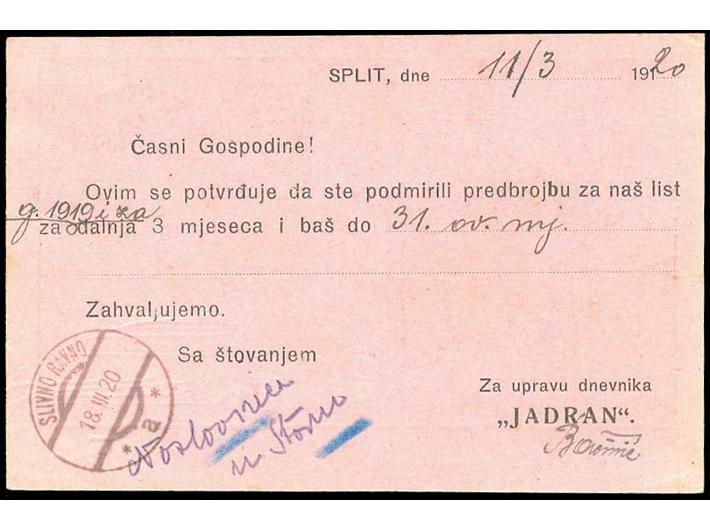 SPLIT, dne 11/3 1920
Časni Gospodine!
Ovim se potvrđuje da ste podmirili predbrojbu za naš list
g. 1919 i za
za odalnja 3 mjeseca i baš do 31. ov. mj.
Zahvaljujemo.
Sa štovanjem
Za upravu dnevnika
„JADRAN“.
SLIVNO RAVNO
18.III.20
* a *